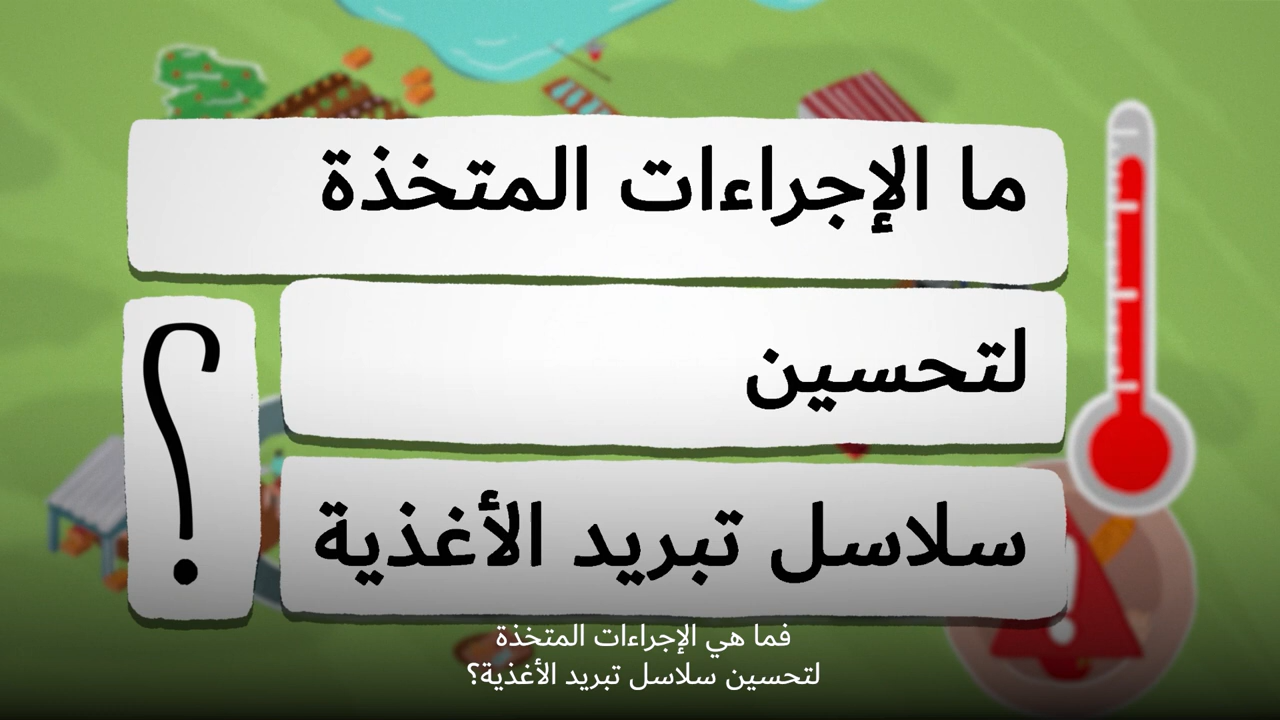 ما الإجراءات المتخذة
لتحسين
سلاسل تبريد الأغذية
؟
فما هي الإجراءات المتخذة
لتحسين سلاسل تبريد الأغذية؟